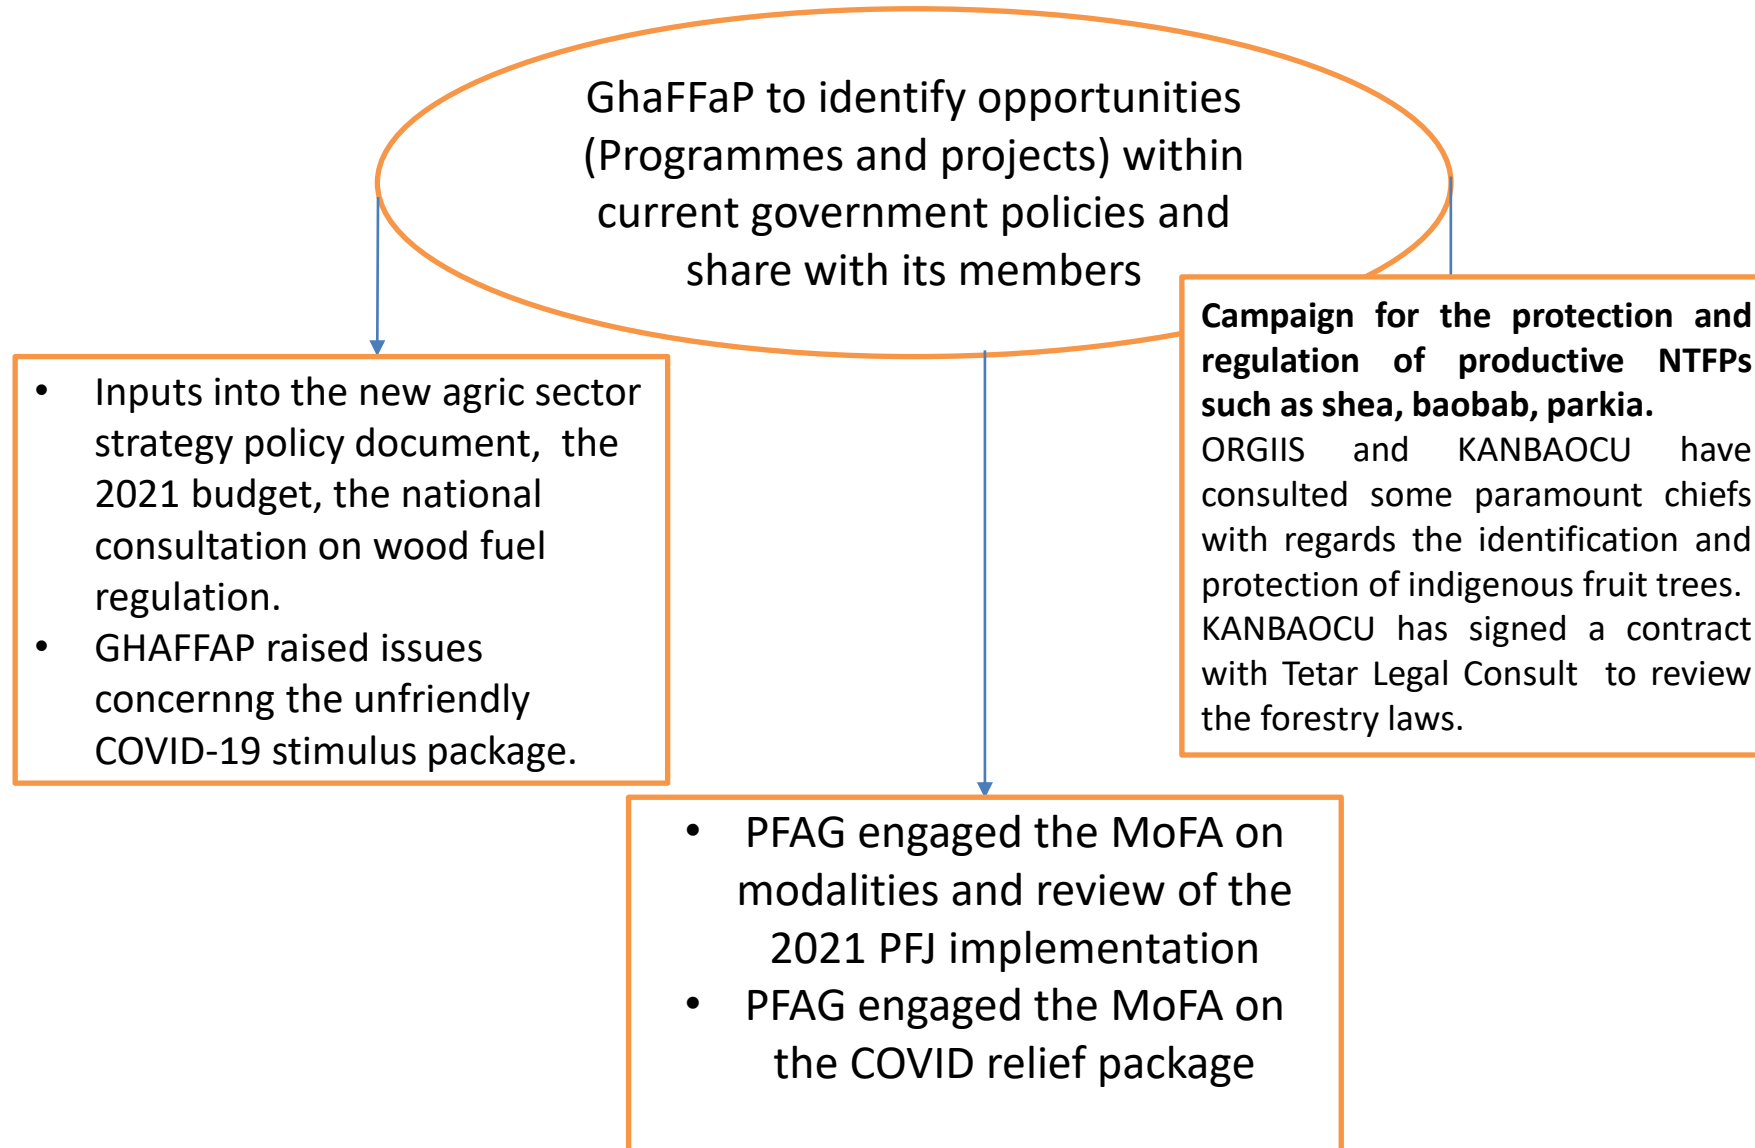 GhaFFaP to identify opportunities
(Programmes and projects) within
current government policies and
share with its members
• Inputs into the new agric sector
strategy policy document, the
2021 budget, the national
consultation on wood fuel
regulation.
• GHAFFAP raised issues
concernng the unfriendly
COVID-19 stimulus package.
• PFAG engaged the MoFA on
modalities and review of the
2021 PFJ implementation
• PFAG engaged the MoFA on
the COVID relief package
Campaign for the protection and
regulation of productive NTFPs
such as shea, baobab, parkia.
ORGIIS and KANBAOCU have
consulted some paramount chiefs
with regards the identification and
protection of indigenous fruit trees.
KANBAOCU has signed a contract
with Tetar Legal Consult to review
the forestry laws.